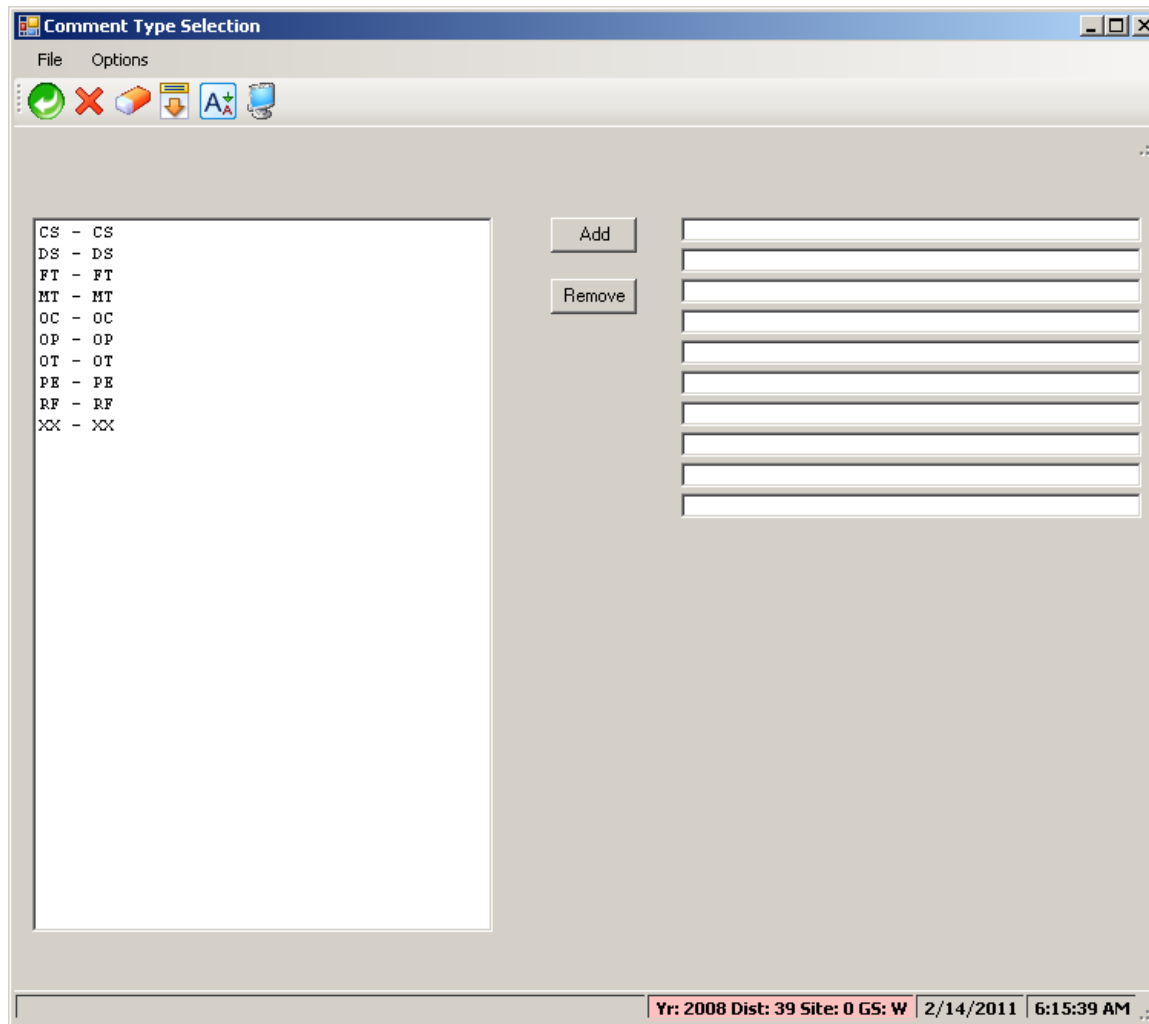 Comment Type Selection
File Options
CS - CS
DS - DS
FT - FT
MT - MT
OC - OC
OP - OP
OT - OT
PE - PE
RF - RF
XX - XX
Add
Remove
Yr: 2008 Dist: 39 Site: 0 GS: W 2/14/2011 6:15:39 AM